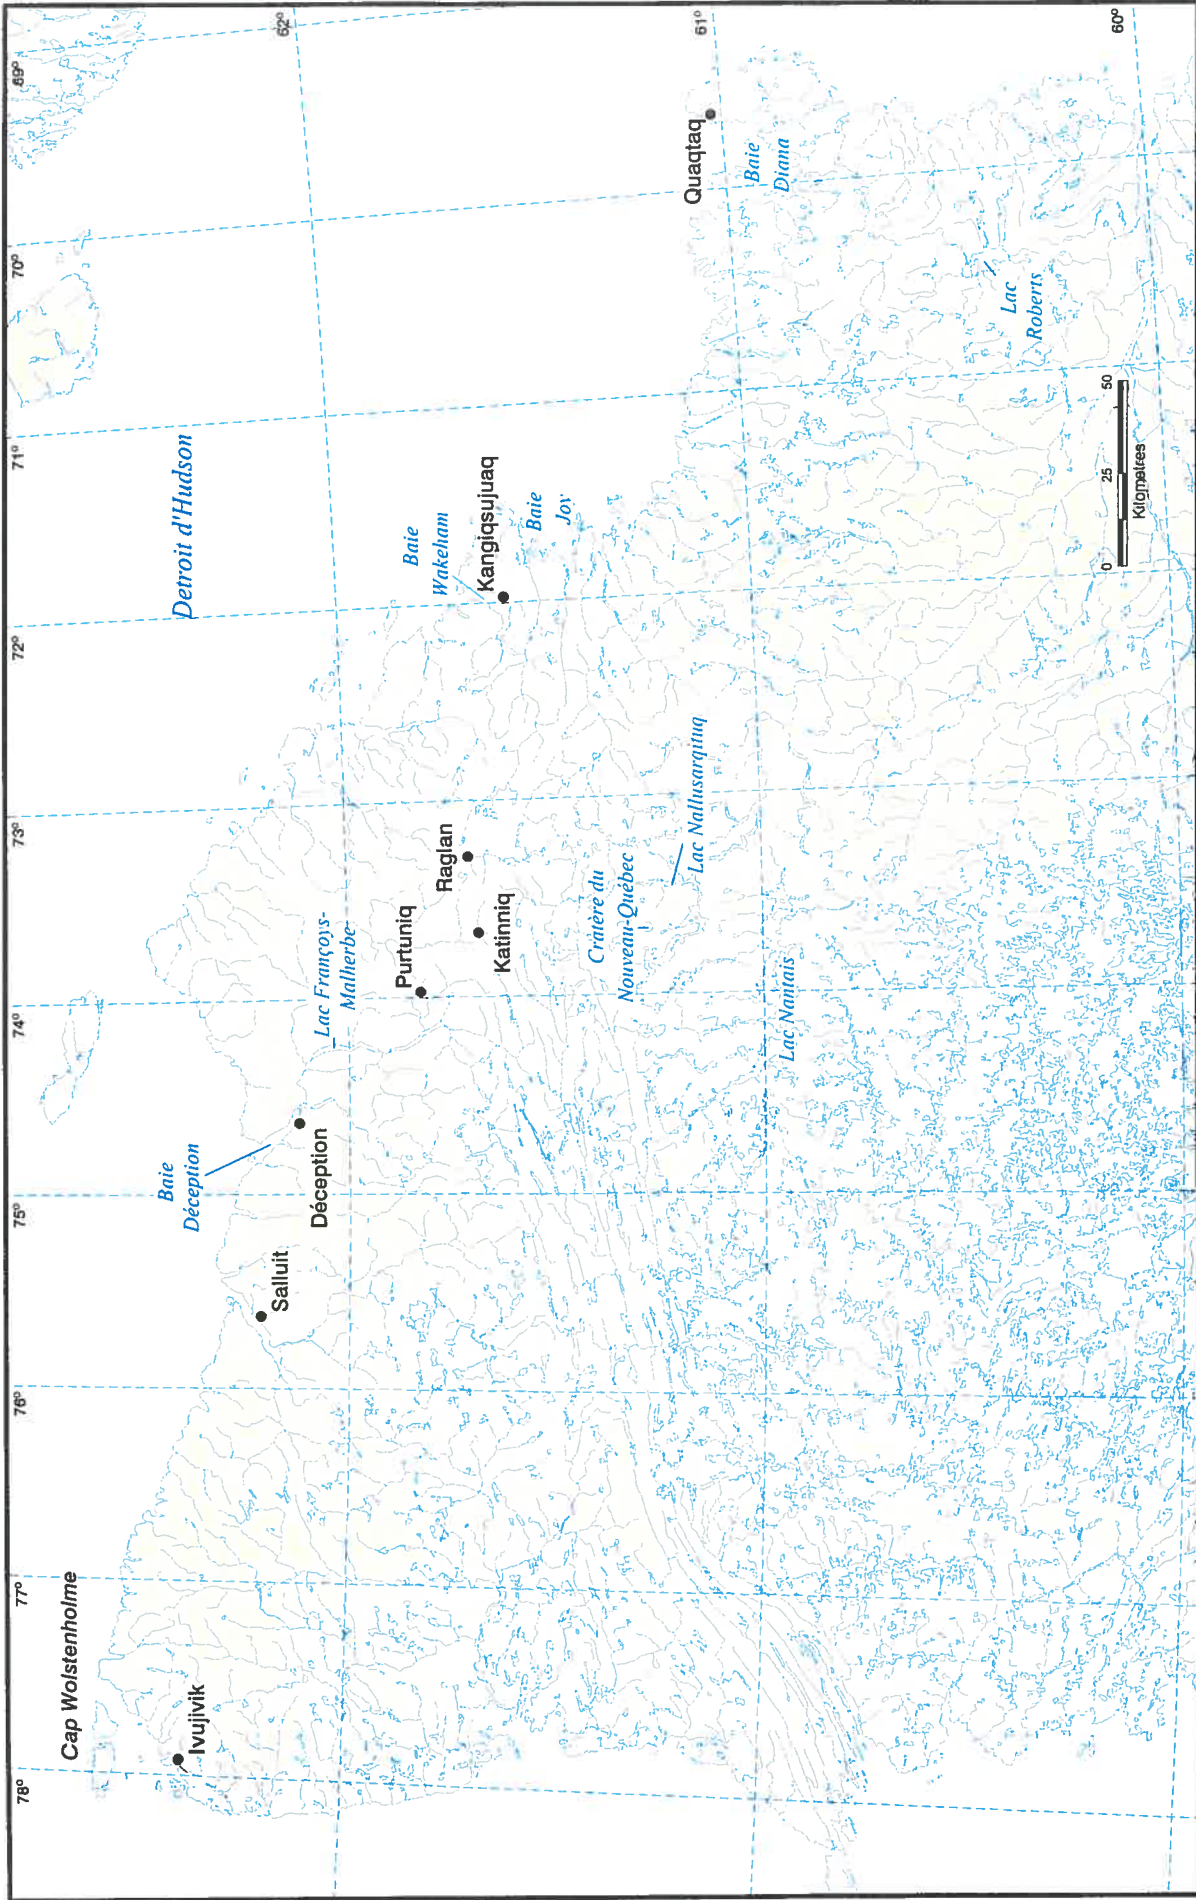 78°
77°
76°
75°
74°
73°
72°
71°
70°
69°
62°
61°
60°
Cap Wolstenholme
Ivujivik
Salluit
Baie
Déception
Déception
Lac Françoys-
Malherbe
Purtuniq
Raglan
Katinniq
Detroit d'Hudson
Baie
Wakeham
Kangiqsujuaq
Baie
Joy
Cratère du
Nouveau-Québec
Lac Nallusarqituq
Lac Nantais
Quaqtaq
Baie
Diana
Lac
Roberts
0 25 50
Kilometres